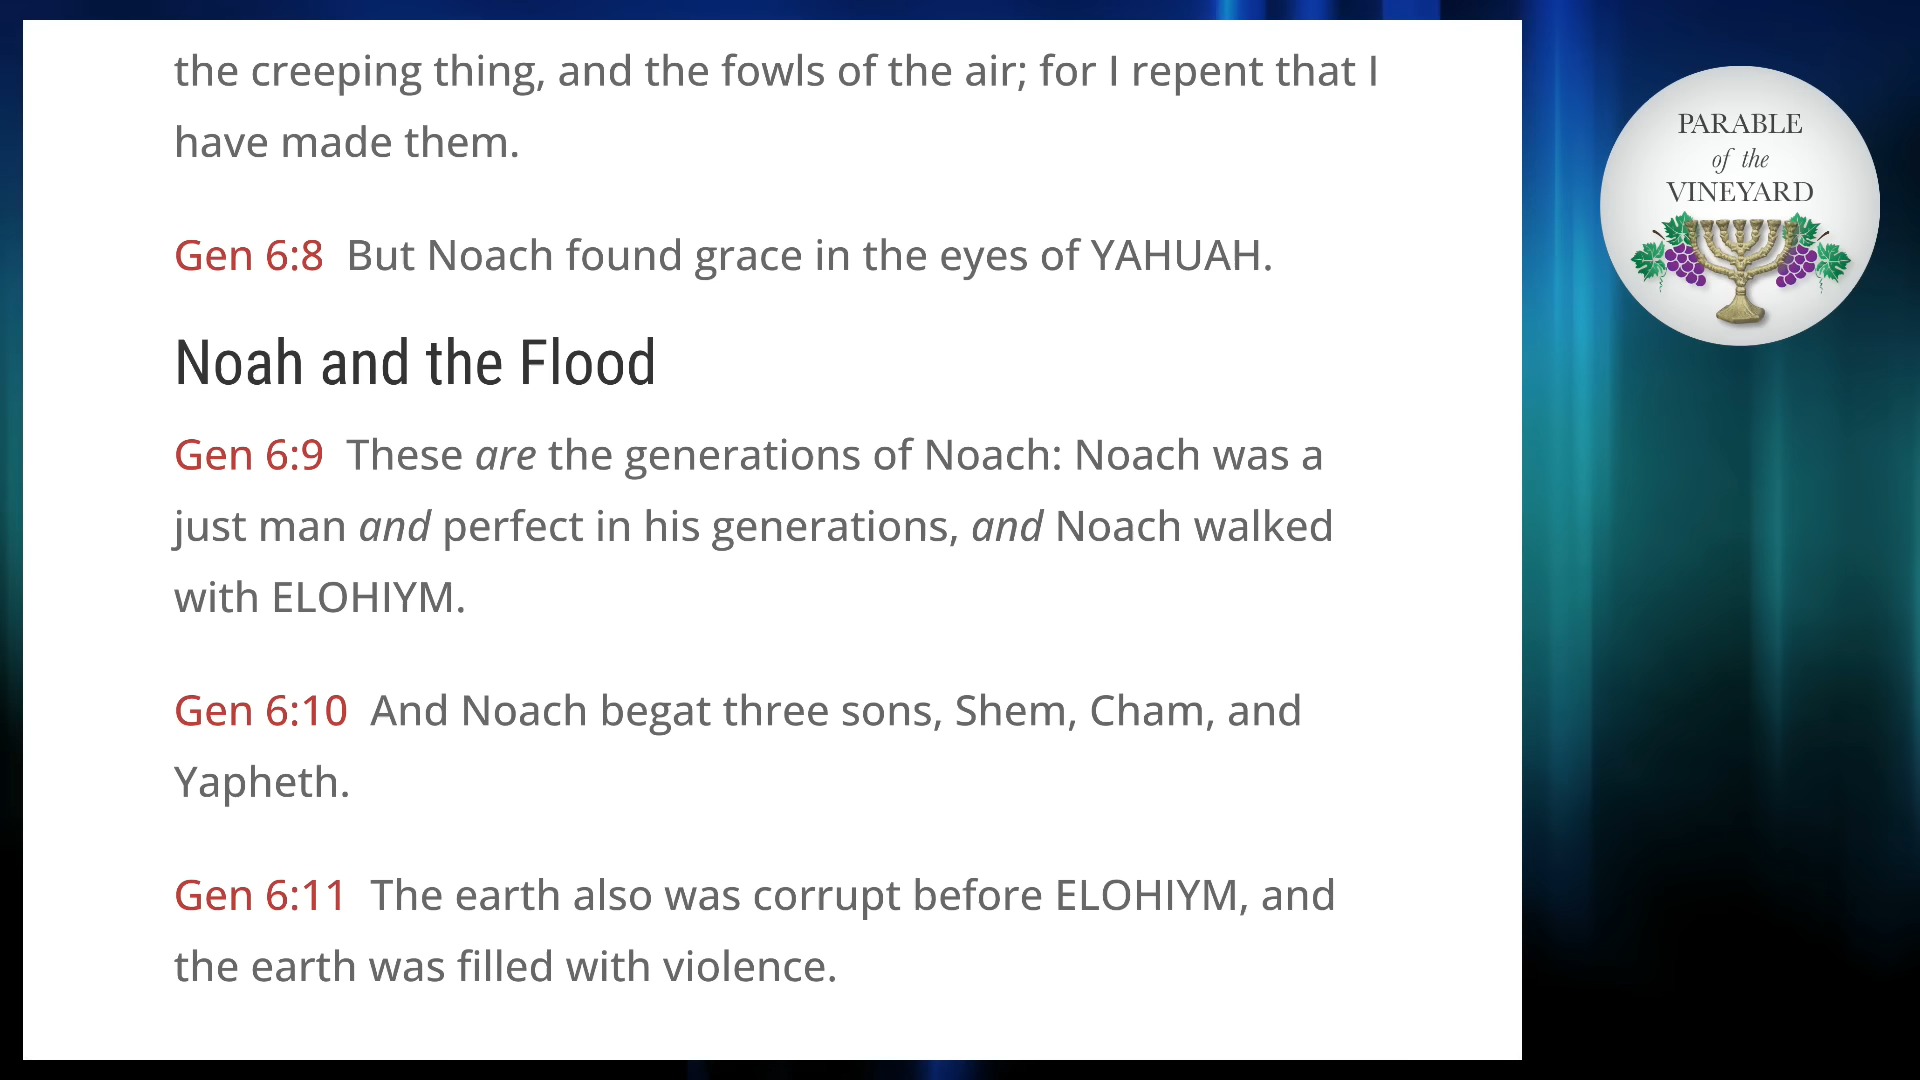 the creeping thing, and the fowls of the air; for I repent that I
have made them.
Gen 6:8 But Noach found grace in the eyes of YAHUAH.
Noah and the Flood
Gen 6:9 These are the generations of Noach: Noach was a
just man and perfect in his generations, and Noach walked
with ELOHIYM.
Gen 6:10 And Noach begat three sons, Shem, Cham, and
Yapheth.
Gen 6:11 The earth also was corrupt before ELOHIYM, and
the earth was filled with violence.
PARABLE
of the
VINEYARD